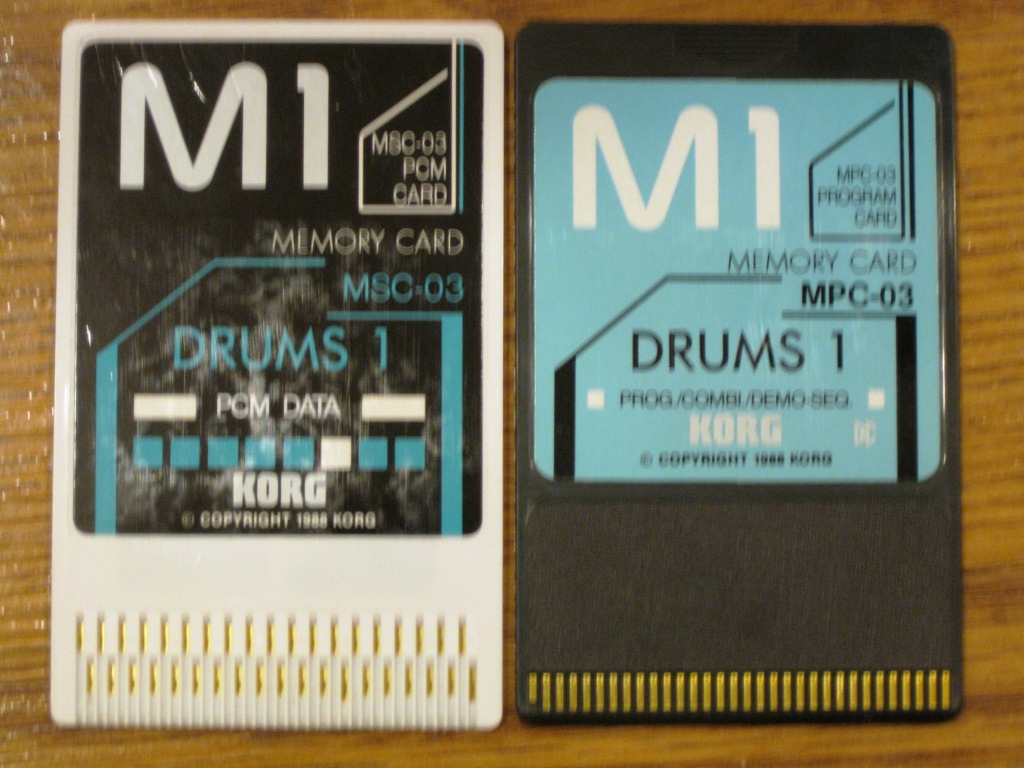 M1
MSC-03
PCM
CARD
MEMORY CARD
MSC-03
DRUMS 1
PCM DATA
KORG
© COPYRIGHT 1988 KORG
M1
MPC-03
PROGRAM
CARD
MEMORY CARD
MPC-03
DRUMS 1
PROG./COMBI/DEMO-SEQ.
KORG
© COPYRIGHT 1988 KORG